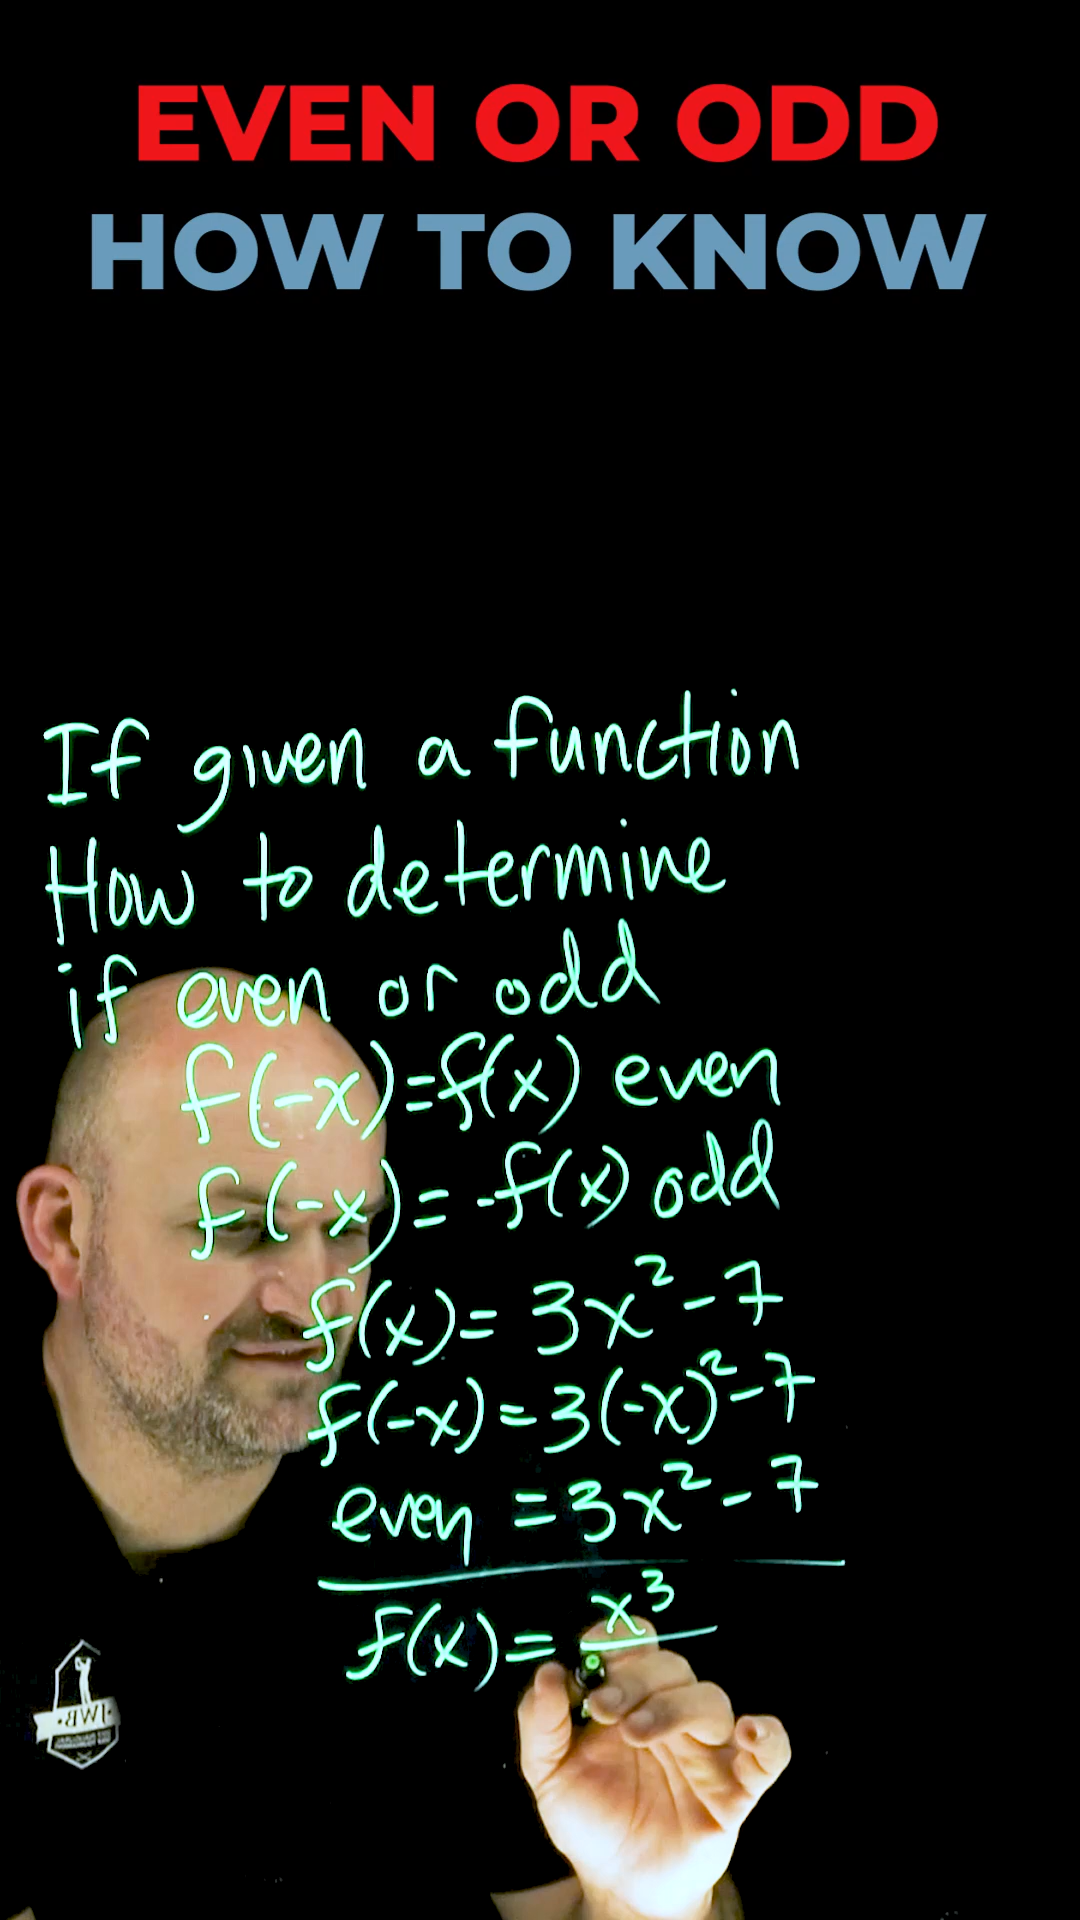 EVEN OR ODD
HOW TO KNOW
If given a function
How to determine
if even or odd
f(-x)=f(x) even
f(-x)= -f(x) odd
f(x)= 3x²-7
f(-x)=3(-x)²-7
even =3x²-7
f(x)= x³